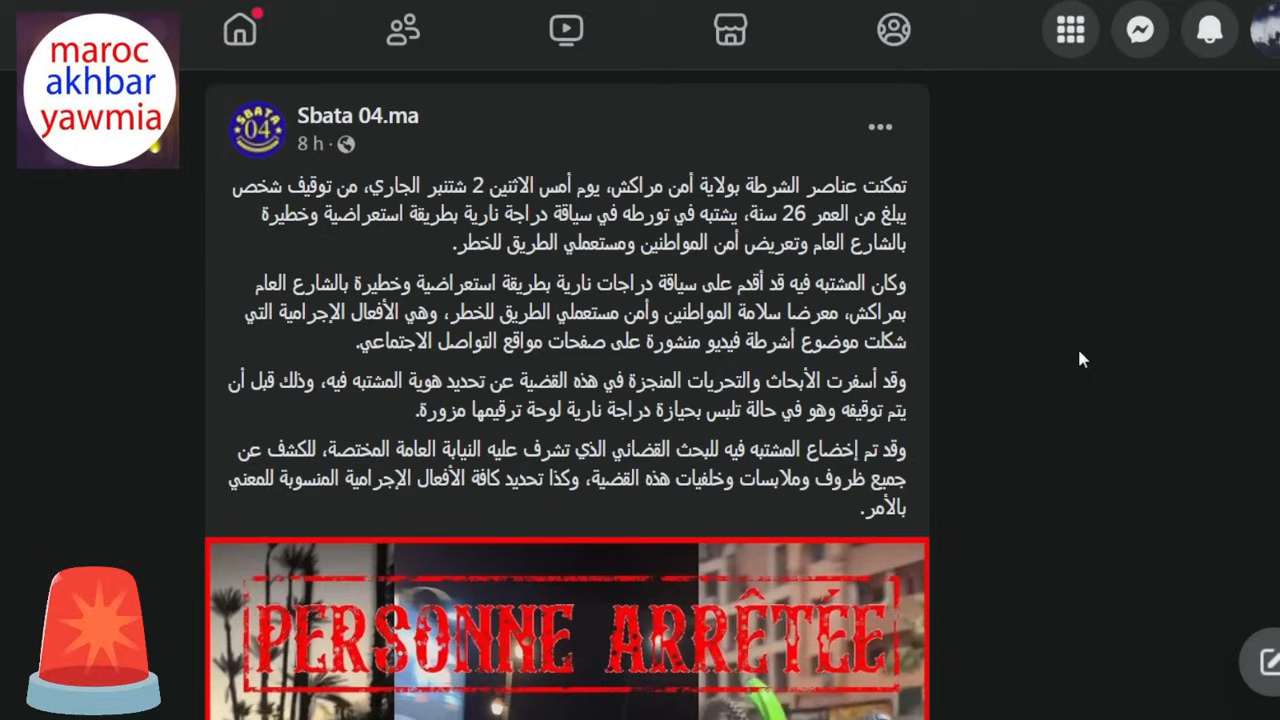 maroc
akhbar
yawmia
Sbata 04.ma
8 h ·
SBATA
04
تمكنت عناصر الشرطة بولاية أمن مراكش، يوم أمس الاثنين 2 شتنبر الجاري، من توقيف شخص
يبلغ من العمر 26 سنة، يشتبه في تورطه في سياقة دراجة نارية بطريقة استعراضية وخطيرة
بالشارع العام وتعريض أمن المواطنين ومستعملي الطريق للخطر.
وكان المشتبه فيه قد أقدم على سياقة دراجات نارية بطريقة استعراضية وخطيرة بالشارع العام
بمراكش، معرضا سلامة المواطنين وأمن مستعملي الطريق للخطر، وهي الأفعال الإجرامية التي
شكلت موضوع أشرطة فيديو منشورة على صفحات مواقع التواصل الاجتماعي.
وقد أسفرت الأبحاث والتحريات المنجزة في هذه القضية عن تحديد هوية المشتبه فيه، وذلك قبل أن
يتم توقيفه وهو في حالة تلبس بحيازة دراجة نارية لوحة ترقيمها مزورة.
وقد تم إخضاع المشتبه فيه للبحث القضائي الذي تشرف عليه النيابة العامة المختصة، للكشف عن
جميع ظروف وملابسات وخلفيات هذه القضية، وكذا تحديد كافة الأفعال الإجرامية المنسوبة للمعني
بالأمر.
PERSONNE ARRÊTÉE